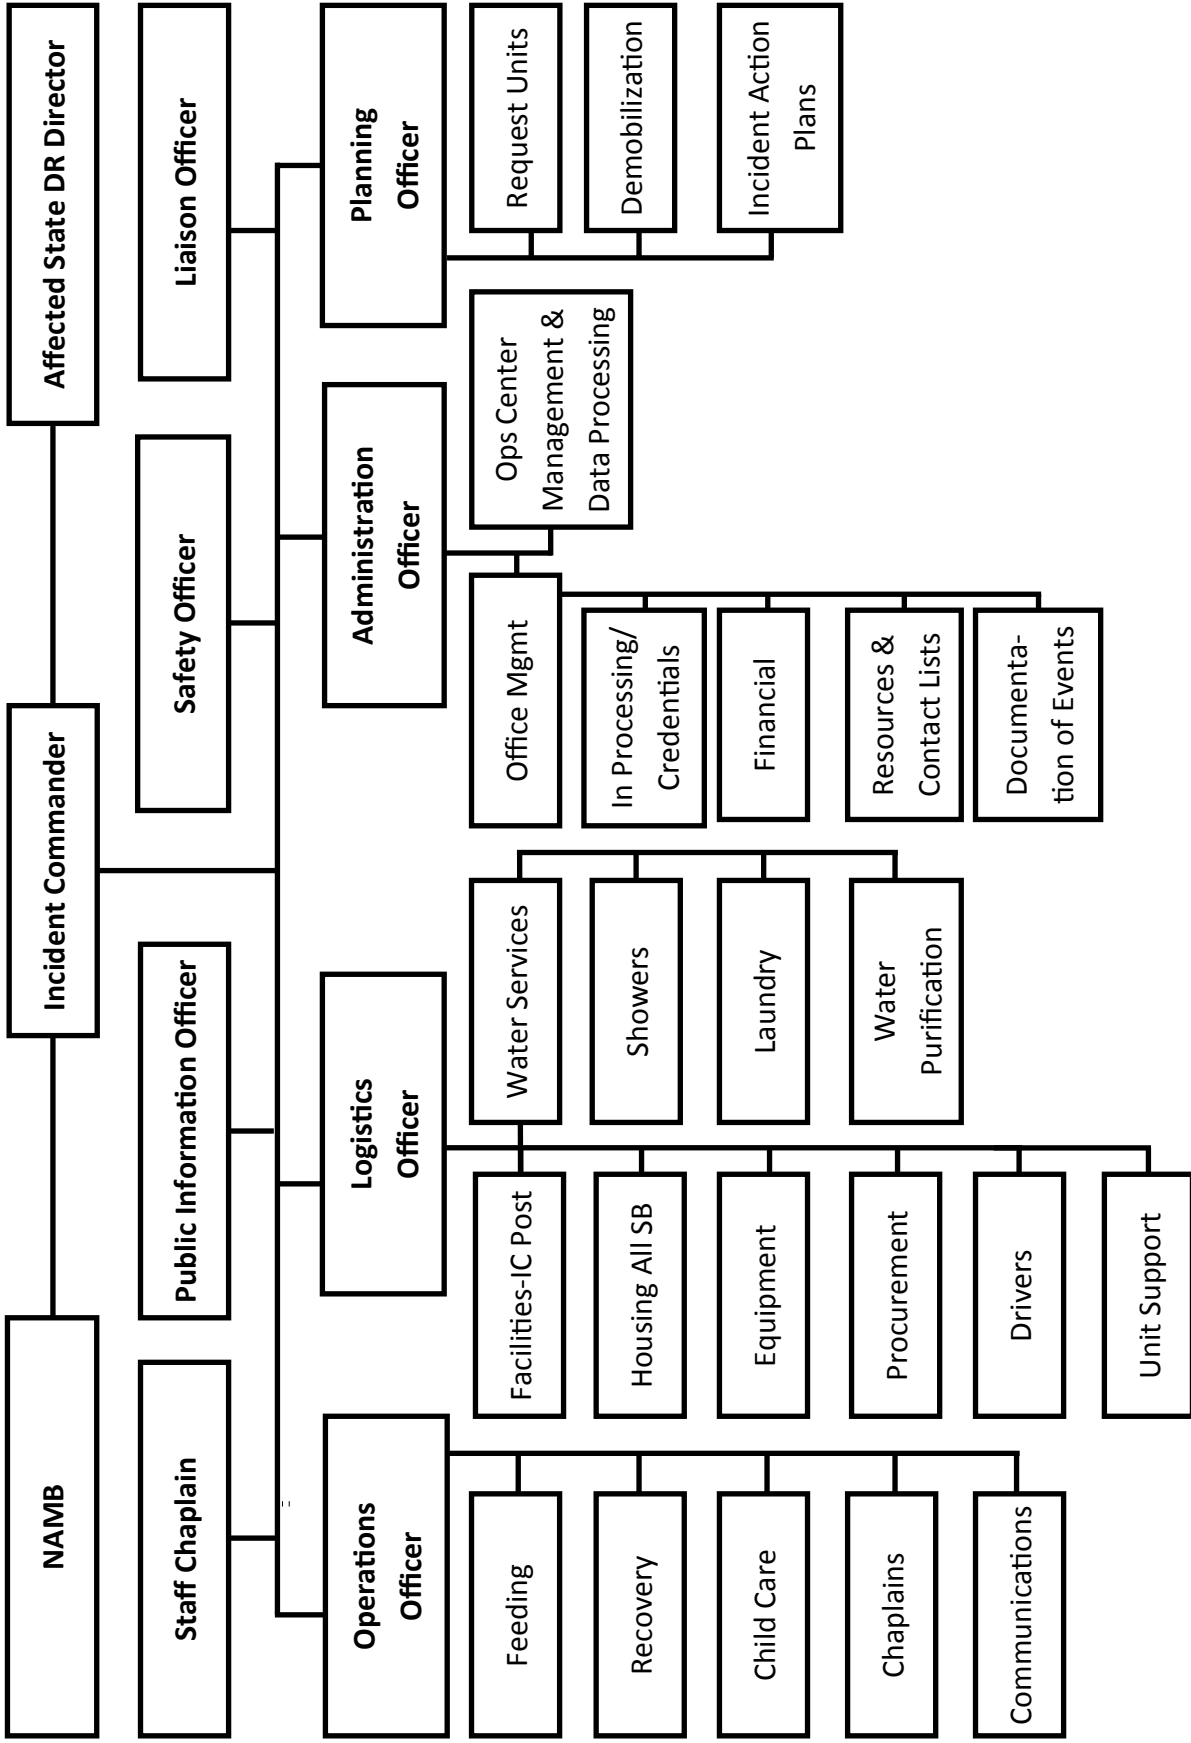 NAMB
Incident Commander
Affected State DR Director
Staff Chaplain
Public Information Officer
Safety Officer
Liaison Officer
Operations
Officer
Logistics
Officer
Administration
Officer
Planning
Officer
Feeding
Recovery
Child Care
Chaplains
Communications
Facilities-IC Post
Housing All SB
Equipment
Procurement
Drivers
Unit Support
Water Services
Showers
Laundry
Water
Purification
Office Mgmt
In Processing/
Credentials
Financial
Resources &
Contact Lists
Documenta-
tion of Events
Ops Center
Management &
Data Processing
Request Units
Demobilization
Incident Action
Plans